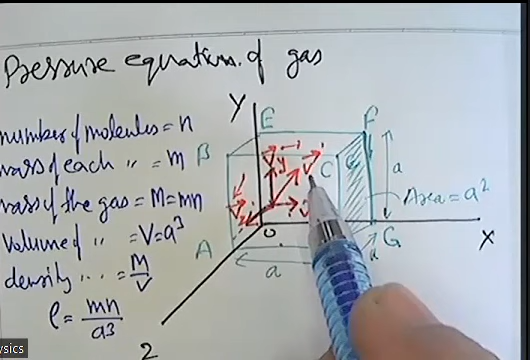 Pressure equation of gas
number of molecules = n
mass of each " = m
mass of the gas = M = mn
Volume of " = V = a³
density " = M/V
ρ = mn/a³
Y
E
F
B
C
A
O
G
X
Z
a
a
Area = a²
ysics